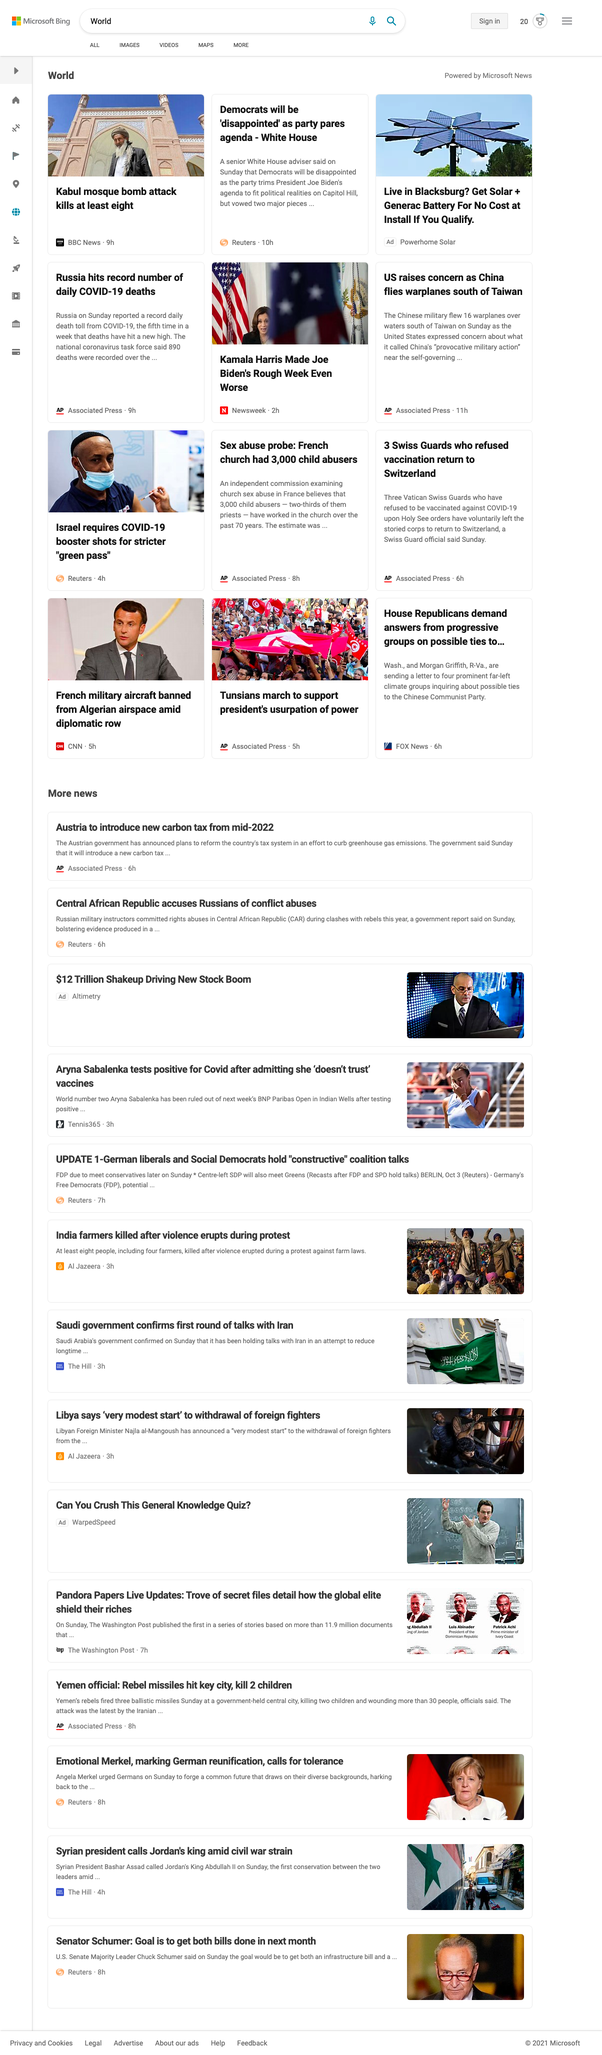 Microsoft Bing
World
Sign in
20
ALL
IMAGES
VIDEOS
MAPS
MORE
World
Powered by Microsoft News
Kabul mosque bomb attack
kills at least eight
BBC News · 9h
Democrats will be
'disappointed' as party pares
agenda - White House
A senior White House adviser said on
Sunday that Democrats will be disappointed
as the party trims President Joe Biden's
agenda to fit political realities on Capitol Hill,
but vowed two major pieces ...
Reuters · 10h
Live in Blacksburg? Get Solar +
Generac Battery For No Cost at
Install If You Qualify.
Ad Powerhome Solar
Russia hits record number of
daily COVID-19 deaths
Russia on Sunday reported a record daily
death toll from COVID-19, the fifth time in a
week that deaths have hit a new high. The
national coronavirus task force said 890
deaths were recorded over the ...
AP Associated Press · 9h
Kamala Harris Made Joe
Biden's Rough Week Even
Worse
N Newsweek · 2h
US raises concern as China
flies warplanes south of Taiwan
The Chinese military flew 16 warplanes over
waters south of Taiwan on Sunday as the
United States expressed concern about what
it called China's "provocative military action"
near the self-governing ...
AP Associated Press · 11h
Israel requires COVID-19
booster shots for stricter
"green pass"
Reuters · 4h
Sex abuse probe: French
church had 3,000 child abusers
An independent commission examining
church sex abuse in France believes that
3,000 child abusers — two-thirds of them
priests — have worked in the church over the
past 70 years. The estimate was ...
AP Associated Press · 8h
3 Swiss Guards who refused
vaccination return to
Switzerland
Three Vatican Swiss Guards who have
refused to be vaccinated against COVID-19
upon Holy See orders have voluntarily left the
storied corps to return to Switzerland, a
Swiss Guard official said Sunday.
AP Associated Press · 6h
French military aircraft banned
from Algerian airspace amid
diplomatic row
CNN · 5h
Tunsians march to support
president's usurpation of power
AP Associated Press · 5h
House Republicans demand
answers from progressive
groups on possible ties to...
Wash., and Morgan Griffith, R-Va., are
sending a letter to four prominent far-left
climate groups inquiring about possible ties
to the Chinese Communist Party.
FOX News · 6h
More news
Austria to introduce new carbon tax from mid-2022
The Austrian government has announced plans to reform the country's tax system in an effort to curb greenhouse gas emissions. The government said Sunday
that it will introduce a new carbon tax ...
AP Associated Press · 6h
Central African Republic accuses Russians of conflict abuses
Russian military instructors committed rights abuses in Central African Republic (CAR) during clashes with rebels this year, a government report said on Sunday,
bolstering evidence produced in a ...
Reuters · 6h
$12 Trillion Shakeup Driving New Stock Boom
Ad Altimetry
Aryna Sabalenka tests positive for Covid after admitting she 'doesn't trust'
vaccines
World number two Aryna Sabalenka has been ruled out of next week's BNP Paribas Open in Indian Wells after testing
positive ...
Tennis365 · 3h
UPDATE 1-German liberals and Social Democrats hold "constructive" coalition talks
FDP due to meet conservatives later on Sunday * Centre-left SDP will also meet Greens (Recasts after FDP and SPD hold talks) BERLIN, Oct 3 (Reuters) - Germany's
Free Democrats (FDP), potential ...
Reuters · 7h
India farmers killed after violence erupts during protest
At least eight people, including four farmers, killed after violence erupted during a protest against farm laws.
Al Jazeera · 3h
Saudi government confirms first round of talks with Iran
Saudi Arabia's government confirmed on Sunday that it has been holding talks with Iran in an attempt to reduce
longtime ...
The Hill · 3h
Libya says 'very modest start' to withdrawal of foreign fighters
Libyan Foreign Minister Najla al-Mangoush has announced a "very modest start" to the withdrawal of foreign fighters
from the ...
Al Jazeera · 3h
Can You Crush This General Knowledge Quiz?
Ad WarpedSpeed
Pandora Papers Live Updates: Trove of secret files detail how the global elite
shield their riches
On Sunday, The Washington Post published the first in a series of stories based on more than 11.9 million documents
that ...
wp The Washington Post · 7h
g Abdullah II
ng of Jordan
Luis Abinader
President of the
Dominican Republic
Patrick Achi
Prime minister of
Ivory Coast
Yemen official: Rebel missiles hit key city, kill 2 children
Yemen's rebels fired three ballistic missiles Sunday at a government-held central city, killing two children and wounding more than 30 people, officials said. The
attack was the latest by the Iranian ...
AP Associated Press · 8h
Emotional Merkel, marking German reunification, calls for tolerance
Angela Merkel urged Germans on Sunday to forge a common future that draws on their diverse backgrounds, harking
back to the ...
Reuters · 8h
Syrian president calls Jordan's king amid civil war strain
Syrian President Bashar Assad called Jordan's King Abdullah II on Sunday, the first conservation between the two
leaders amid ...
The Hill · 4h
Senator Schumer: Goal is to get both bills done in next month
U.S. Senate Majority Leader Chuck Schumer said on Sunday the goal would be to get both an infrastructure bill and a ...
Reuters · 8h
Privacy and Cookies
Legal
Advertise
About our ads
Help
Feedback
© 2021 Microsoft